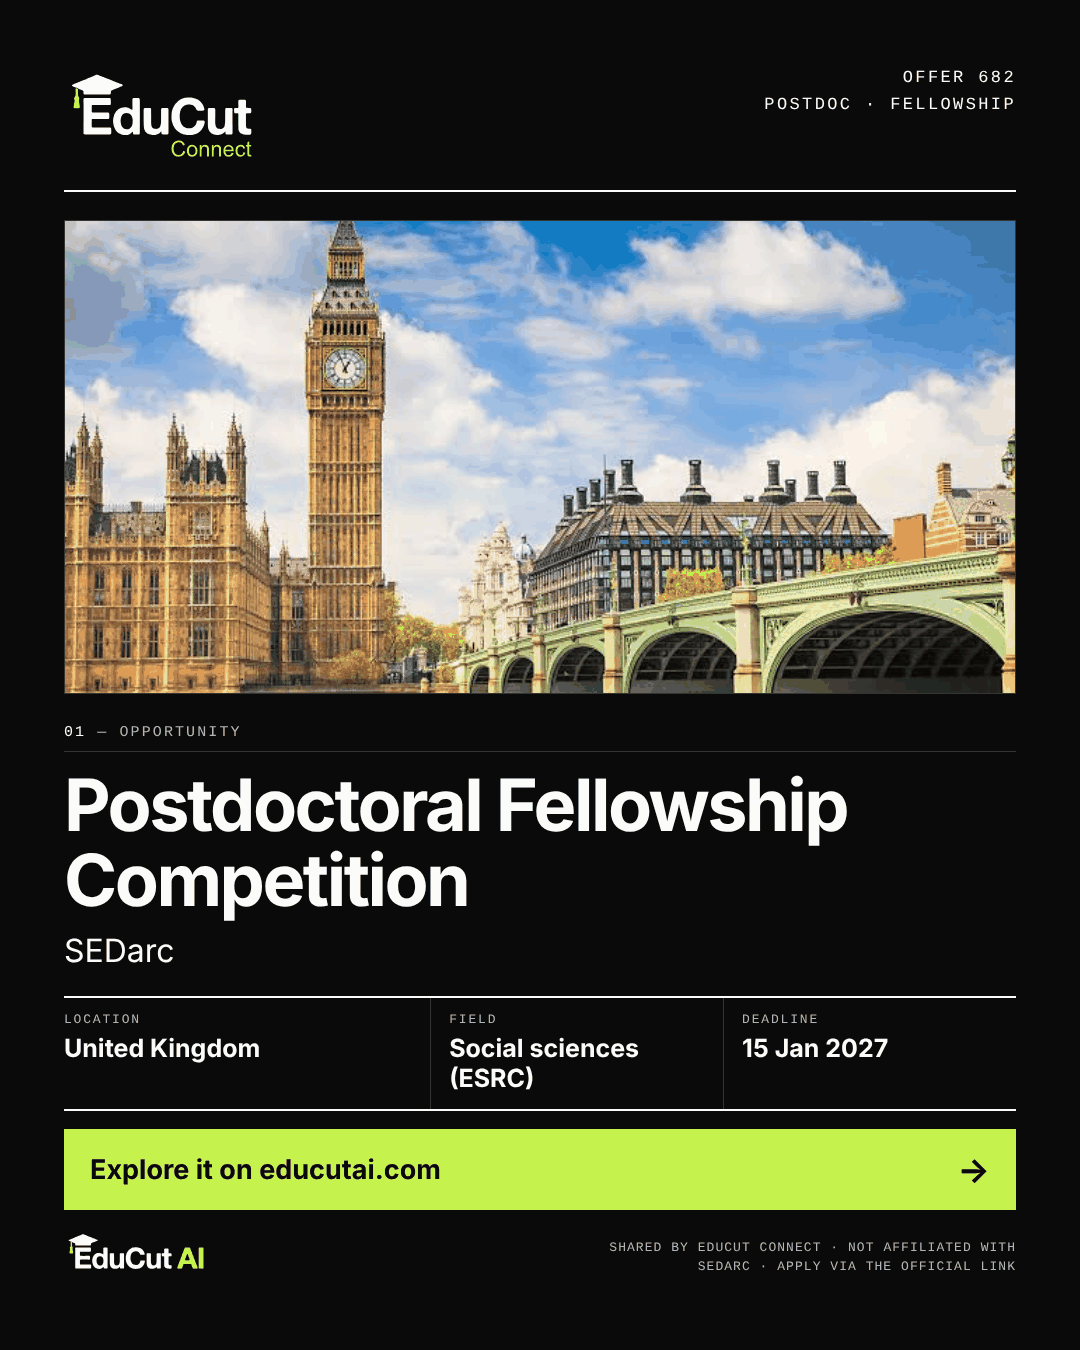 EduCut
Connect
OFFER 682
POSTDOC · FELLOWSHIP
01 — OPPORTUNITY
Postdoctoral Fellowship
Competition
SEDarc
LOCATION
United Kingdom
FIELD
Social sciences
(ESRC)
DEADLINE
15 Jan 2027
Explore it on educutai.com →
EduCut AI
SHARED BY EDUCUT CONNECT · NOT AFFILIATED WITH
SEDARC · APPLY VIA THE OFFICIAL LINK